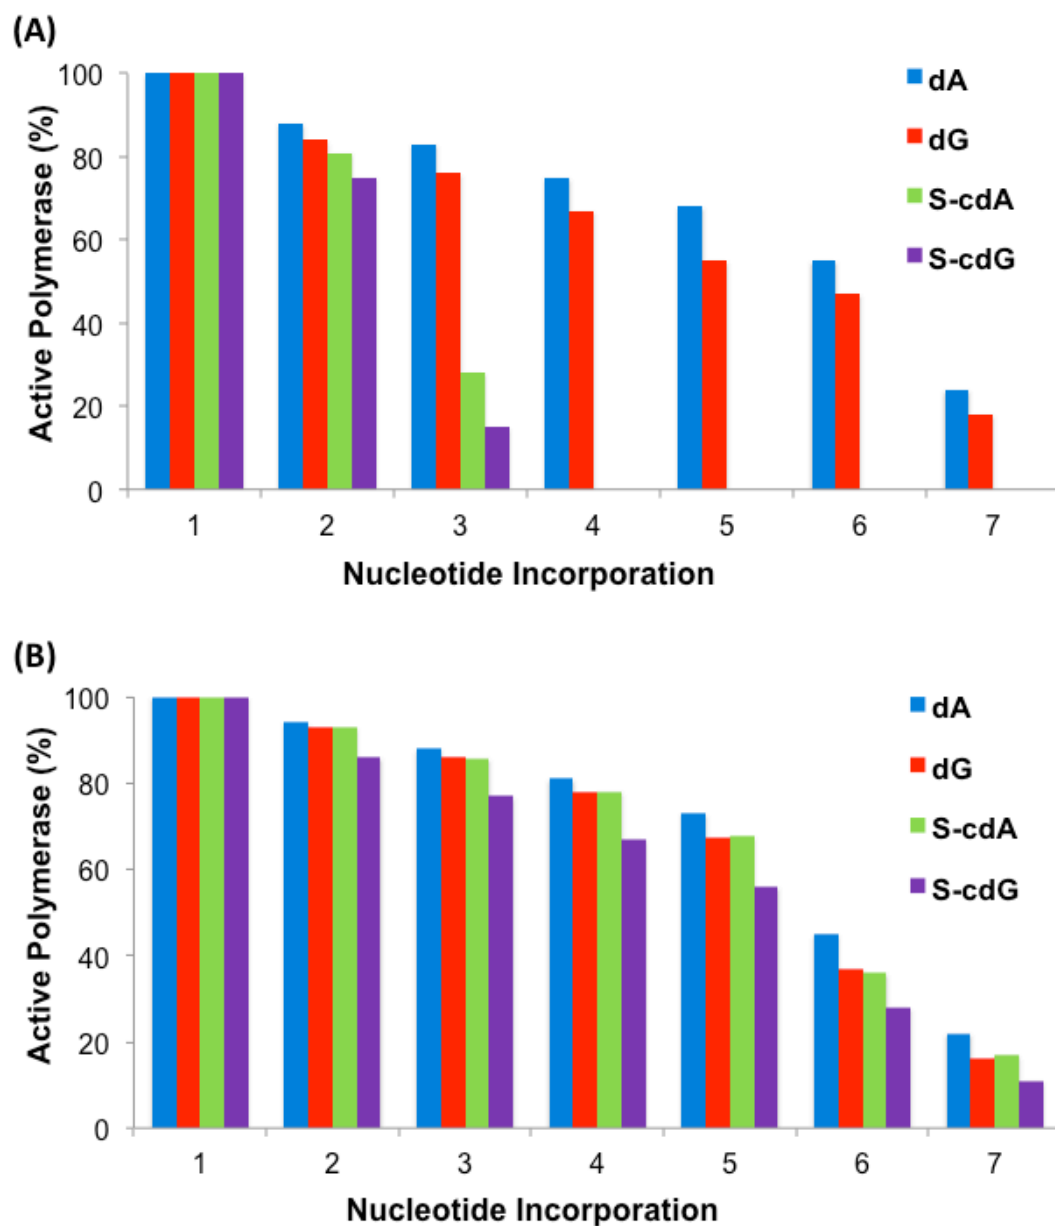 (A)
Active Polymerase (%)
100
80
60
40
20
0
1 2 3 4 5 6 7
Nucleotide Incorporation
dA
dG
S-cdA
S-cdG
(B)
Active Polymerase (%)
100
80
60
40
20
0
1 2 3 4 5 6 7
Nucleotide Incorporation
dA
dG
S-cdA
S-cdG